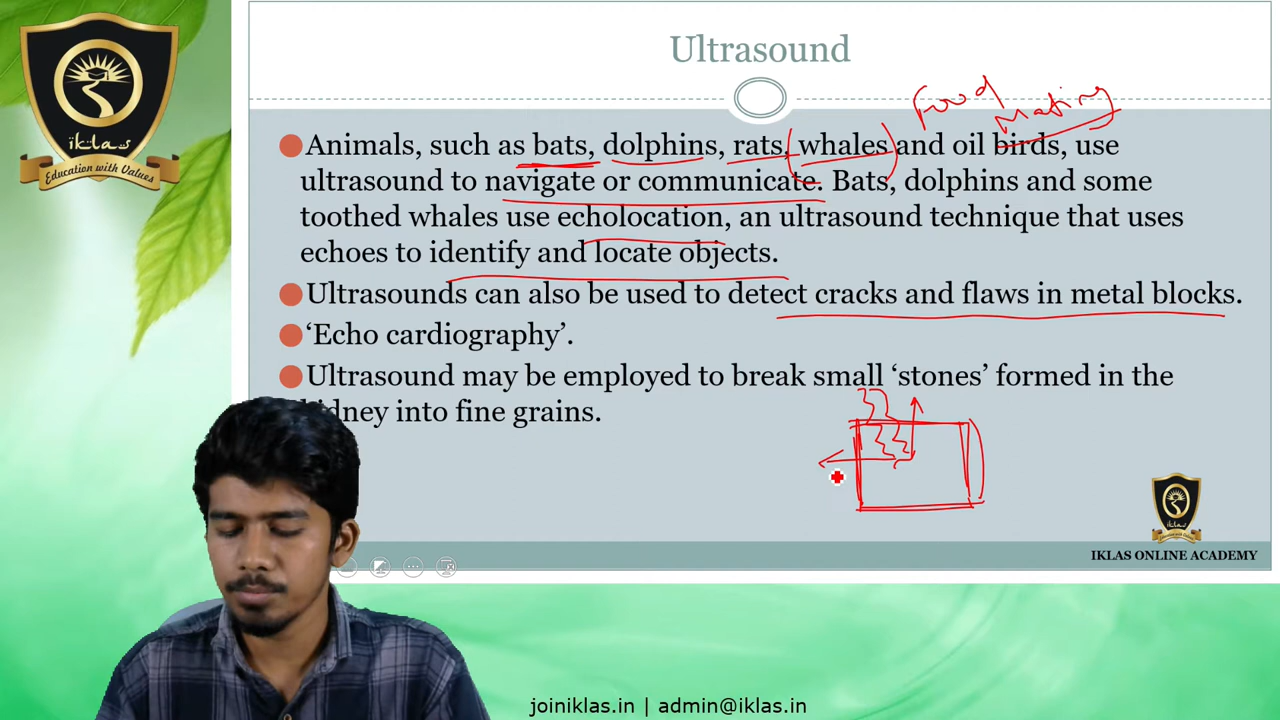 iklas
Education with Values
Ultrasound
Food
Mating
Animals, such as bats, dolphins, rats, whales and oil birds, use
ultrasound to navigate or communicate. Bats, dolphins and some
toothed whales use echolocation, an ultrasound technique that uses
echoes to identify and locate objects.
Ultrasounds can also be used to detect cracks and flaws in metal blocks.
‘Echo cardiography’.
Ultrasound may be employed to break small ‘stones’ formed in the
kidney into fine grains.
iklas
IKLAS ONLINE ACADEMY
joiniklas.in | admin@iklas.in